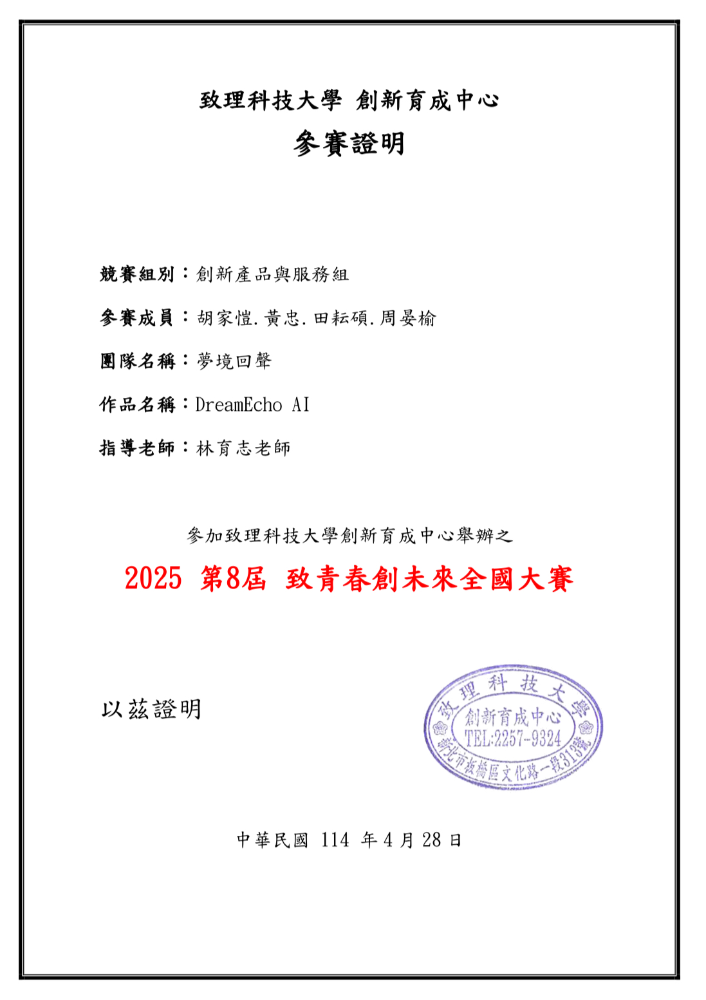 致理科技大學 創新育成中心
參賽證明
競賽組別：創新產品與服務組
參賽成員：胡家愷.黃忠.田耘碩.周晏榆
團隊名稱：夢境回聲
作品名稱：DreamEcho AI
指導老師：林育志老師
參加致理科技大學創新育成中心舉辦之
2025 第8屆 致青春創未來全國大賽
以茲證明
致理科技大學
創新育成中心
TEL:2257-9324
新北市板橋區文化路一段313號
中華民國 114 年 4 月 28 日